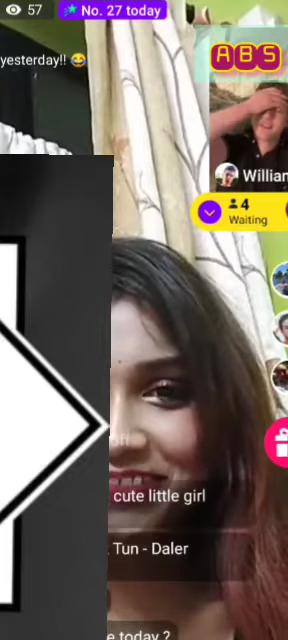 57
No. 27 today
yesterday!! 😂
ABS
William
4
Waiting
cute little girl
Tun - Daler
e today ?